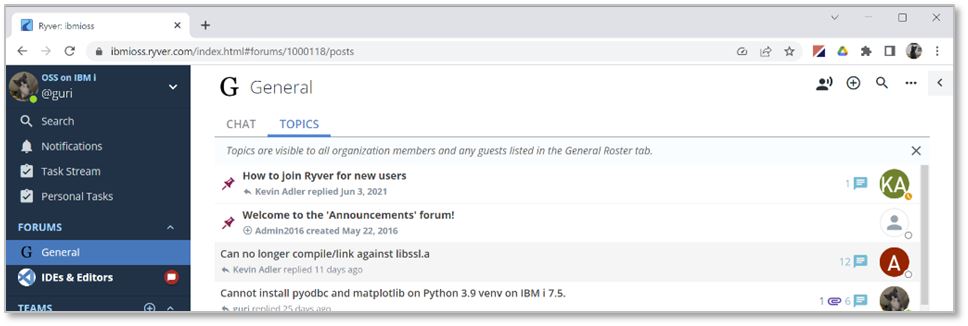 Ryver: ibmioss
ibmioss.ryver.com/index.html#forums/1000118/posts
OSS on IBM i
@guri
Search
Notifications
Task Stream
Personal Tasks
FORUMS
G General
IDEs & Editors
TEAMS
G General
CHAT TOPICS
Topics are visible to all organization members and any guests listed in the General Roster tab.
How to join Ryver for new users
Kevin Adler replied Jun 3, 2021
1
KA
Welcome to the 'Announcements' forum!
Admin2016 created May 22, 2016
Can no longer compile/link against libssl.a
Kevin Adler replied 11 days ago
12
A
Cannot install pyodbc and matplotlib on Python 3.9 venv on IBM i 7.5.
guri replied 25 days ago
1 6